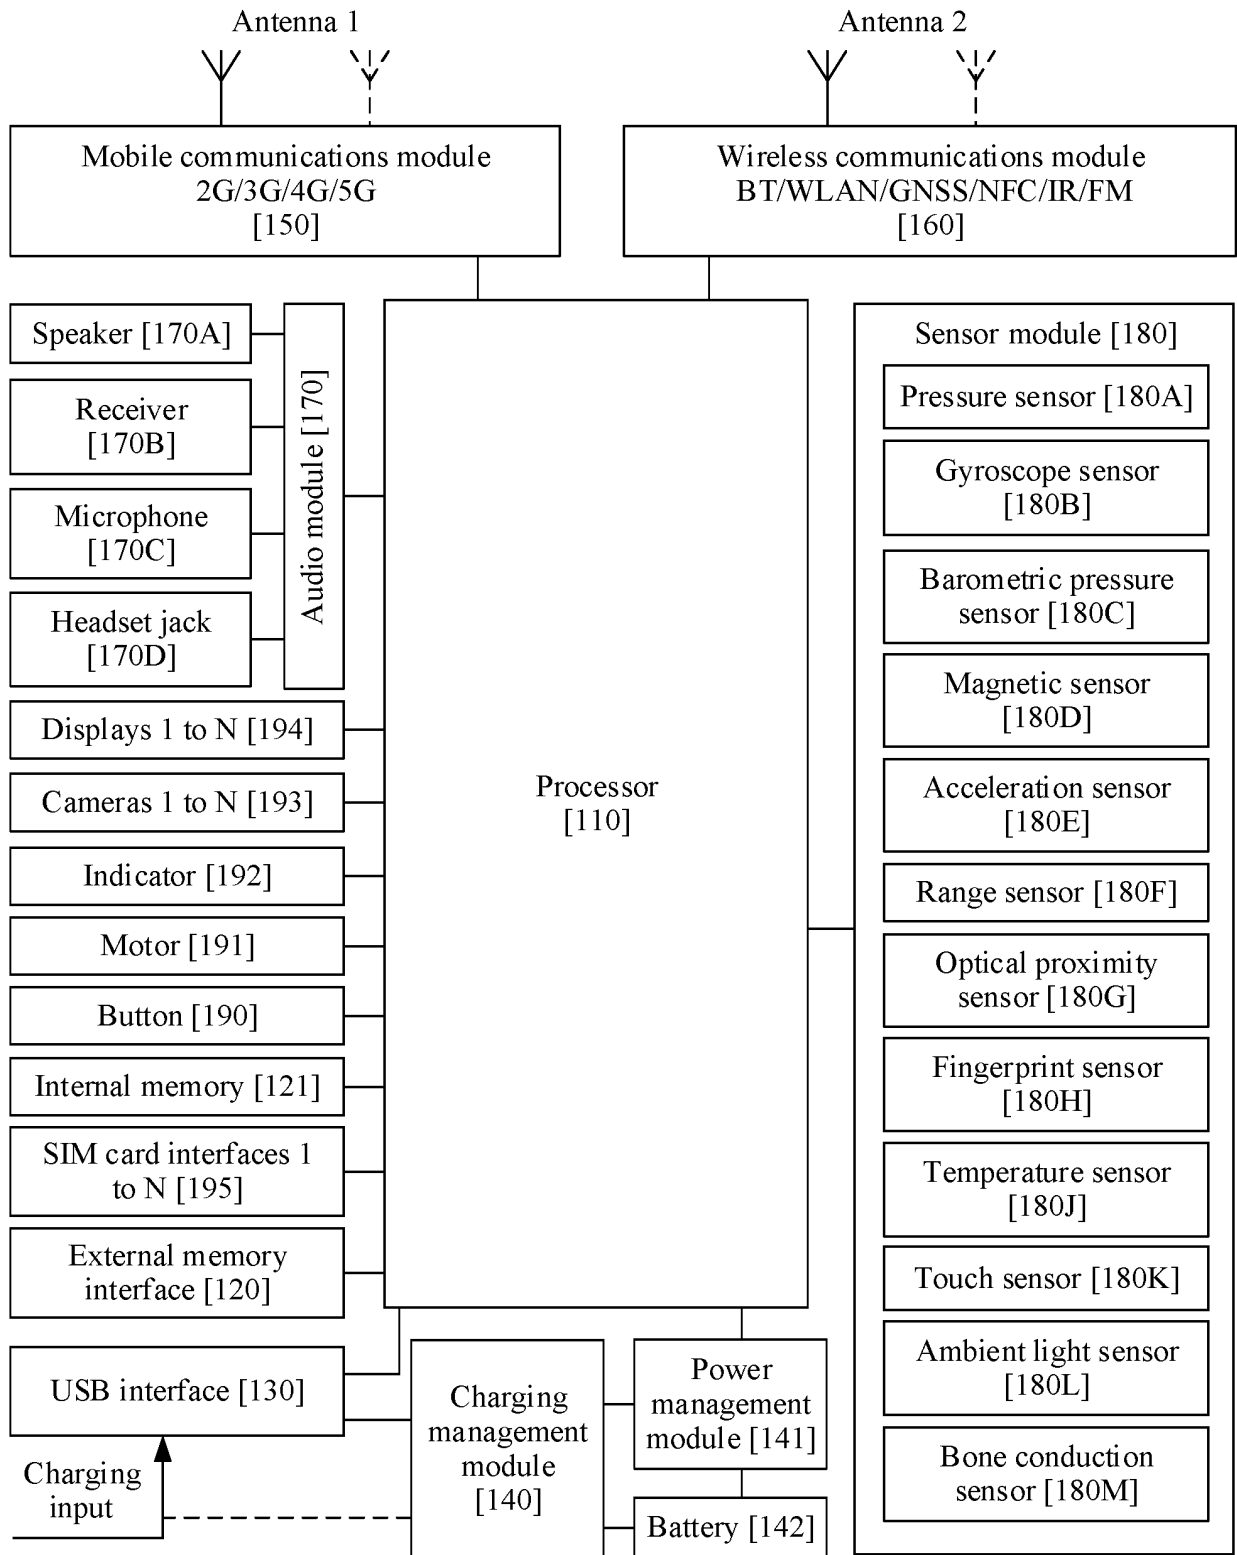 Antenna 1
Antenna 2
Mobile communications module
2G/3G/4G/5G
[150]
Wireless communications module
BT/WLAN/GNSS/NFC/IR/FM
[160]
Speaker [170A]
Receiver
[170B]
Microphone
[170C]
Headset jack
[170D]
Audio module [170]
Displays 1 to N [194]
Cameras 1 to N [193]
Indicator [192]
Motor [191]
Button [190]
Internal memory [121]
SIM card interfaces 1
to N [195]
External memory
interface [120]
USB interface [130]
Charging
input
Processor
[110]
Charging
management
module
[140]
Power
management
module [141]
Battery [142]
Sensor module [180]
Pressure sensor [180A]
Gyroscope sensor
[180B]
Barometric pressure
sensor [180C]
Magnetic sensor
[180D]
Acceleration sensor
[180E]
Range sensor [180F]
Optical proximity
sensor [180G]
Fingerprint sensor
[180H]
Temperature sensor
[180J]
Touch sensor [180K]
Ambient light sensor
[180L]
Bone conduction
sensor [180M]